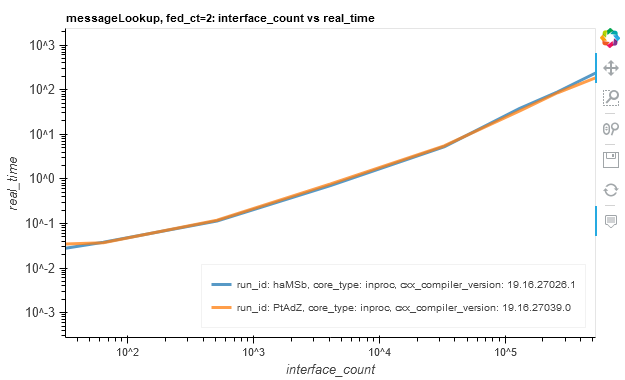 messageLookup, fed_ct=2: interface_count vs real_time
10^3
10^2
10^1
10^0
10^-1
10^-2
10^-3
real_time
run_id: haMSb, core_type: inproc, cxx_compiler_version: 19.16.27026.1
run_id: PtAdZ, core_type: inproc, cxx_compiler_version: 19.16.27039.0
10^2 10^3 10^4 10^5
interface_count